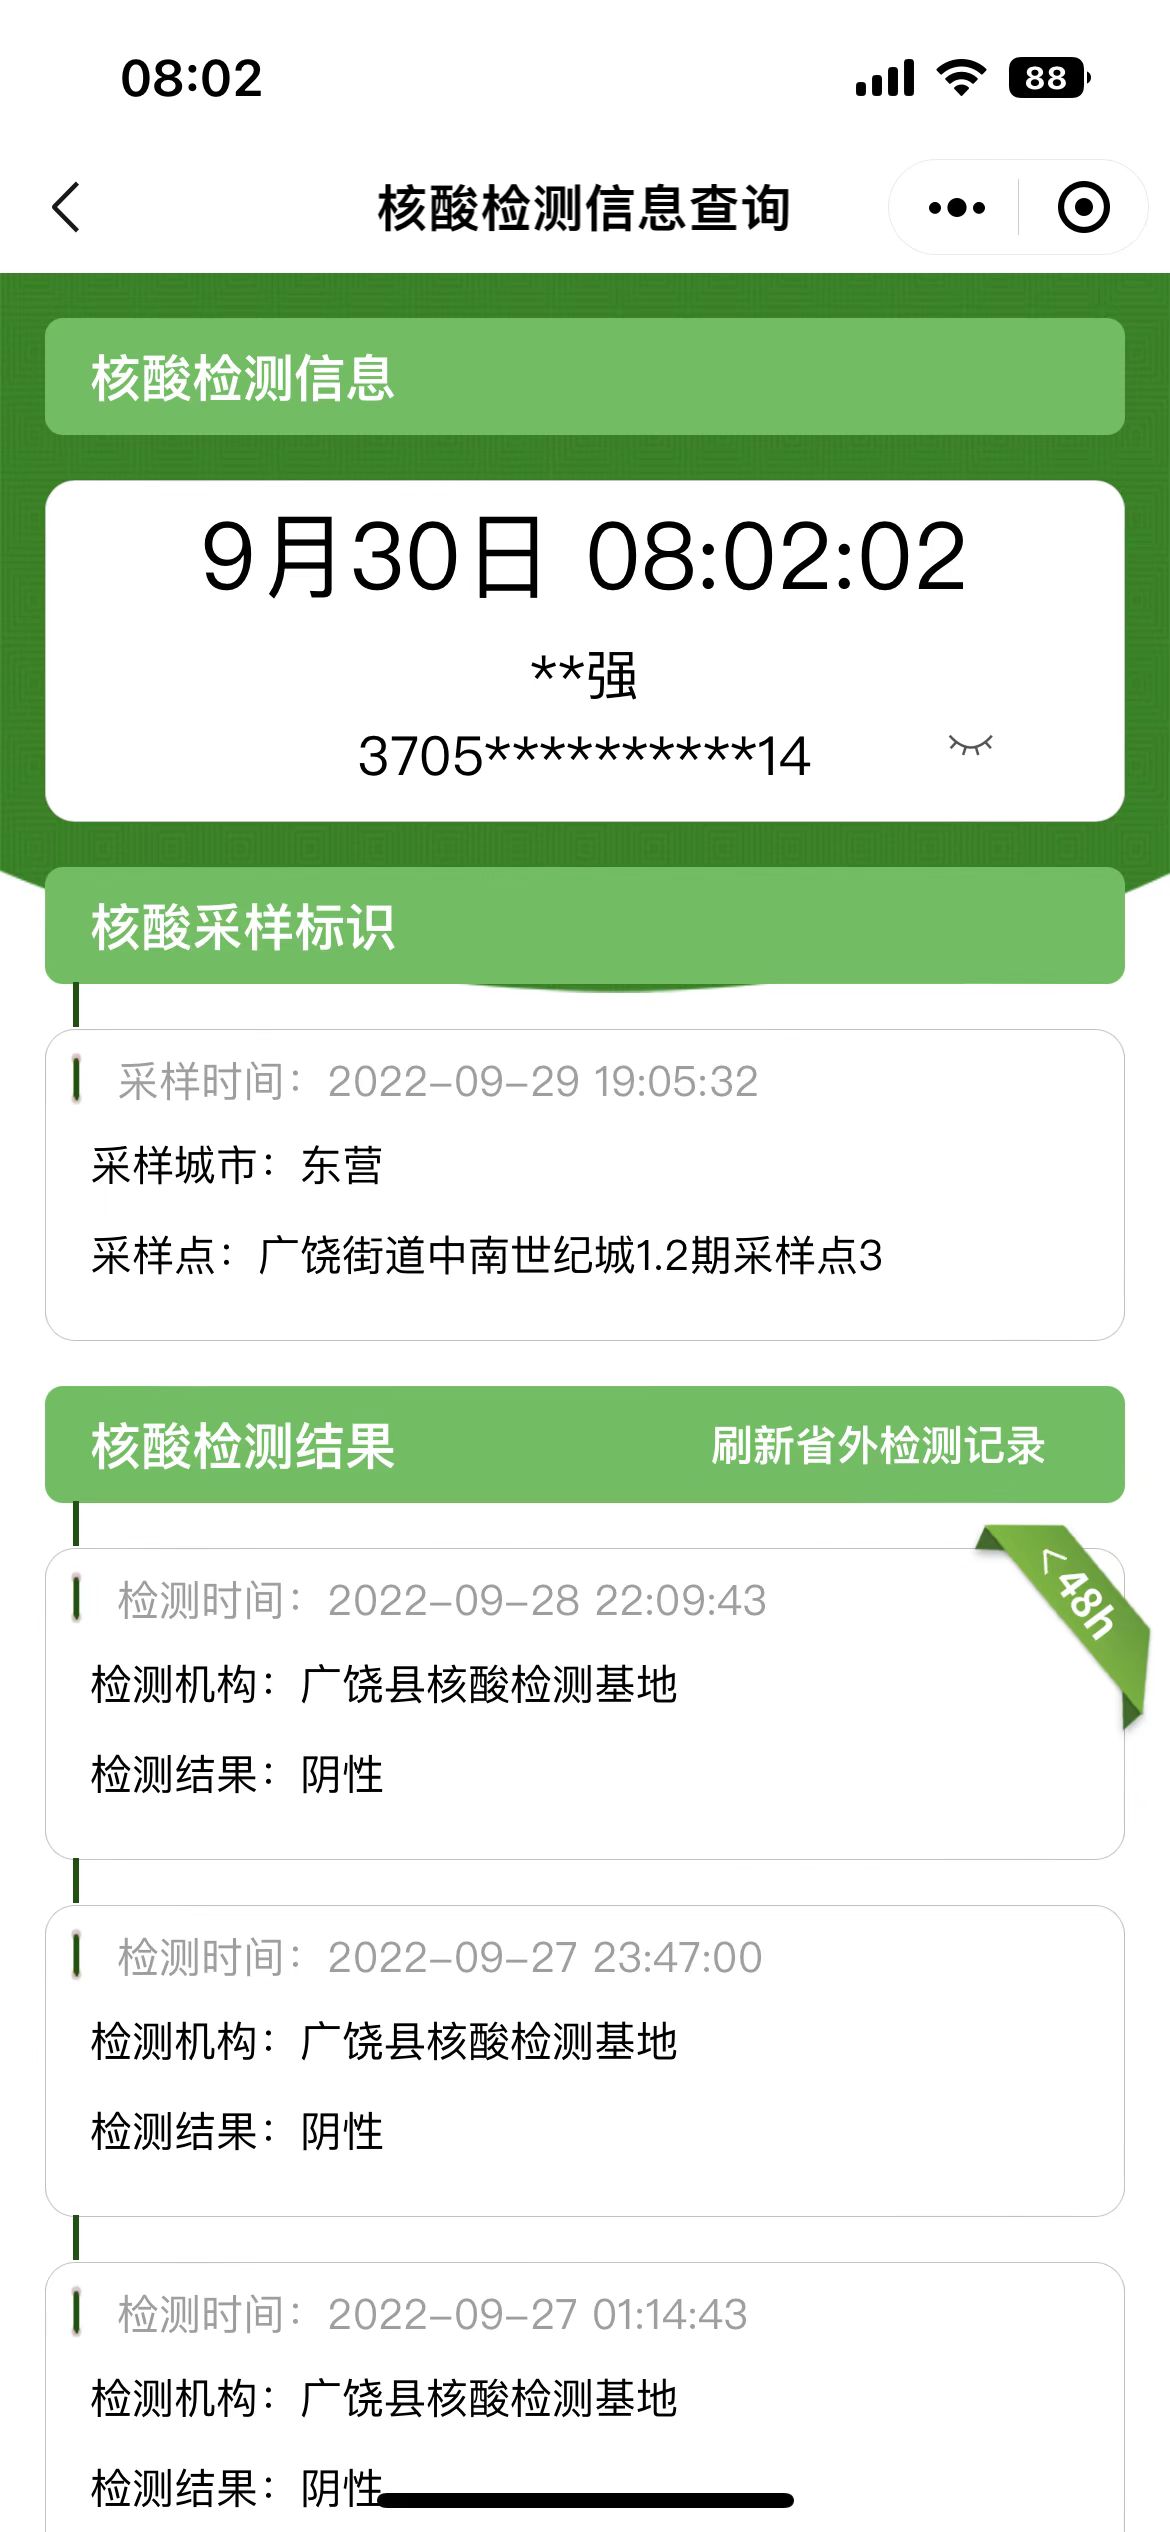 08:02
88
核酸检测信息查询
核酸检测信息
9月30日 08:02:02
**强
3705**********14
核酸采样标识
采样时间：2022-09-29 19:05:32
采样城市：东营
采样点：广饶街道中南世纪城1.2期采样点3
核酸检测结果 刷新省外检测记录
<48h
检测时间：2022-09-28 22:09:43
检测机构：广饶县核酸检测基地
检测结果：阴性
检测时间：2022-09-27 23:47:00
检测机构：广饶县核酸检测基地
检测结果：阴性
检测时间：2022-09-27 01:14:43
检测机构：广饶县核酸检测基地
检测结果：阴性